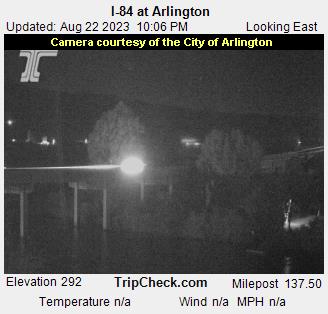 I-84 at Arlington
Updated: Aug 22 2023 10:06 PM Looking East
Camera courtesy of the City of Arlington
Elevation 292 TripCheck.com Milepost 137.50
Temperature n/a Wind n/a MPH n/a